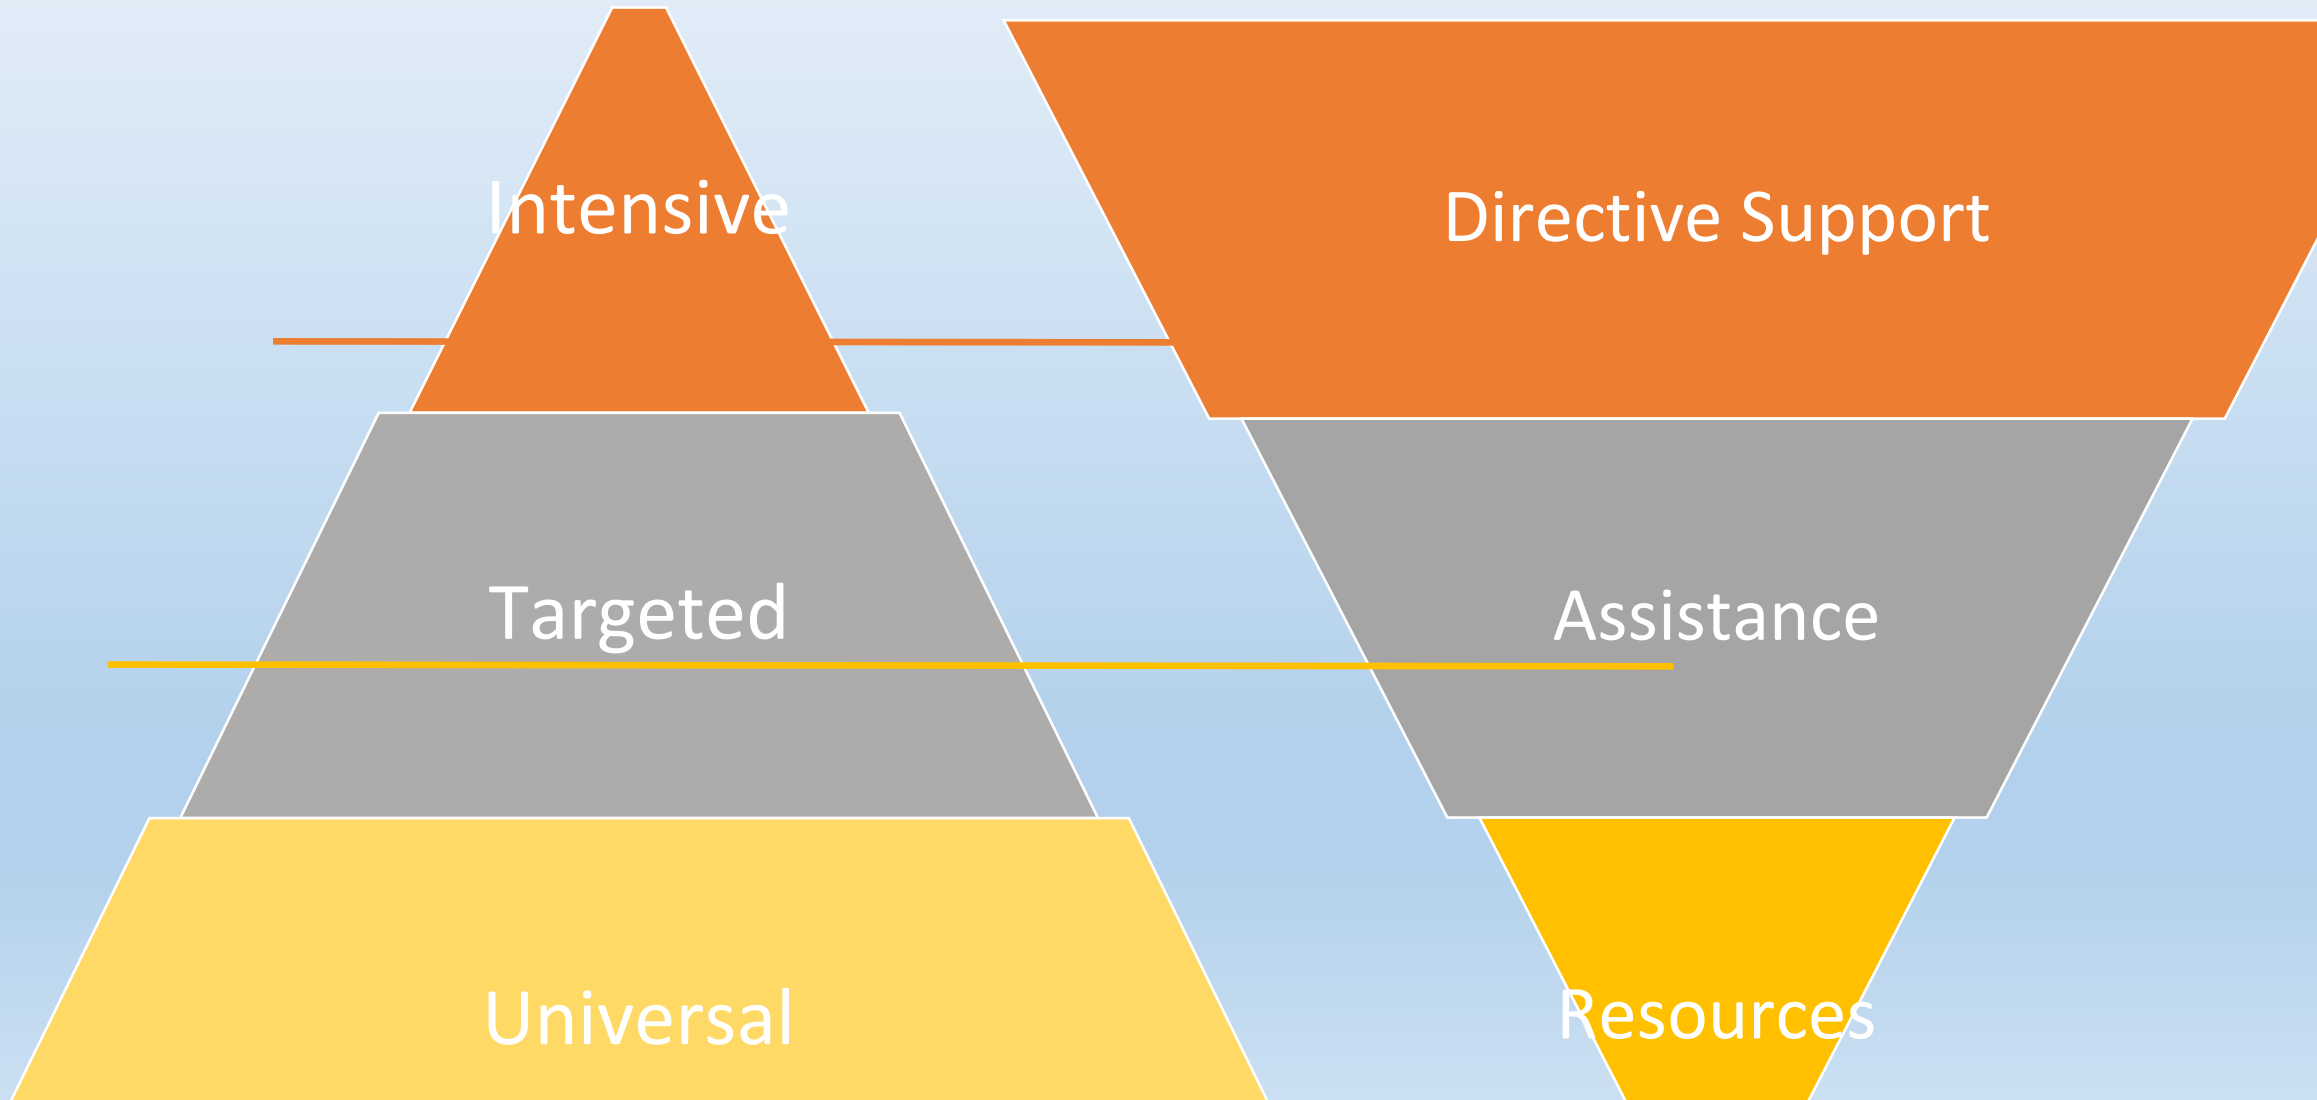 Intensive
Directive Support
Targeted
Assistance
Universal
Resources